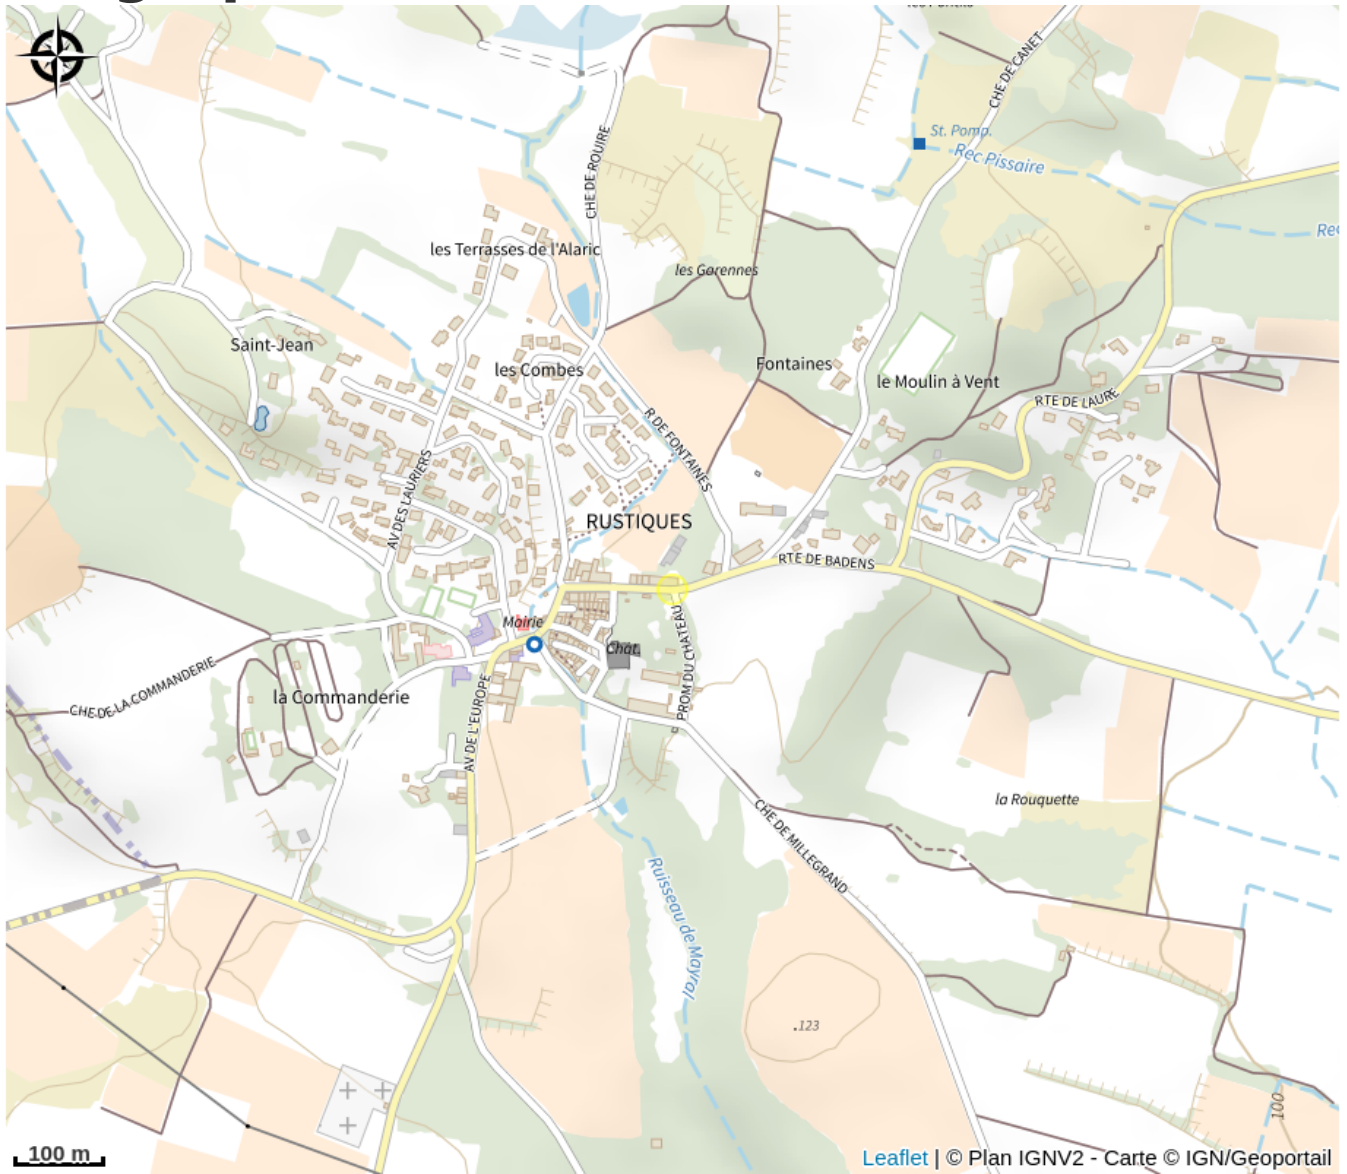 CHE DE CANET
St. Pomp.
Rec Pissaire
CHE DE ROUIRE
les Terrasses de l'Alaric
les Garennes
Saint-Jean
les Combes
Fontaines
le Moulin à Vent
RTE DE LAURE
R DE FONTAINES
AV DES LAURIERS
RUSTIQUES
RTE DE BADENS
Mairie
Chat.
PROM DU CHATEAU
CHE DE LA COMMANDERIE
la Commanderie
AV DE L'EUROPE
la Rouquette
CHE DE MILLEGRAND
Ruisseau de Mayral
.123
100
100 m
Leaflet | © Plan IGNV2 - Carte © IGN/Geoportail